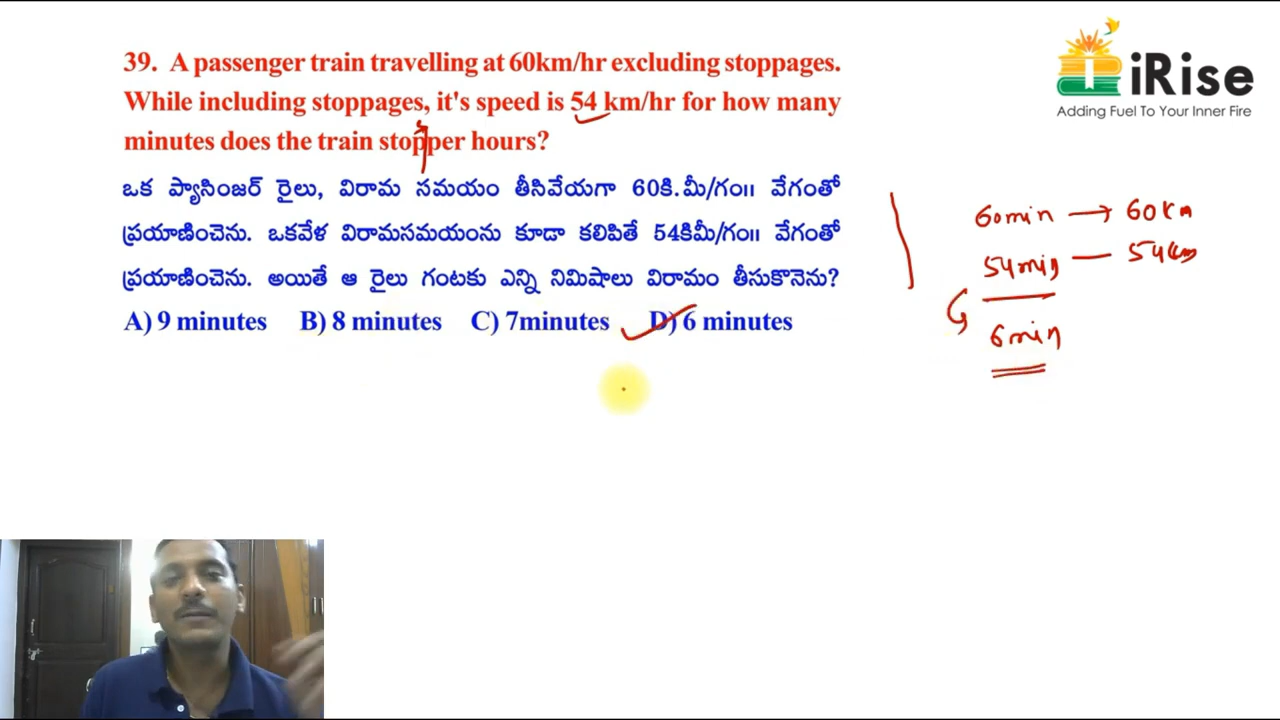 39. A passenger train travelling at 60km/hr excluding stoppages.
While including stoppages, it's speed is 54 km/hr for how many
minutes does the train stopper hours?
ఒక ప్యాసింజర్ రైలు, విరామ సమయం తీసివేయగా 60కి.మీ/గం౹౹ వేగంతో
ప్రయాణించెను. ఒకవేళ విరామసమయంను కూడా కలిపితే 54కిమీ/గం౹౹ వేగంతో
ప్రయాణించెను. అయితే ఆ రైలు గంటకు ఎన్ని నిమిషాలు విరామం తీసుకొనెను?
A) 9 minutes B) 8 minutes C) 7minutes D) 6 minutes
iRise
Adding Fuel To Your Inner Fire
60min → 60km
54min — 54km
6min